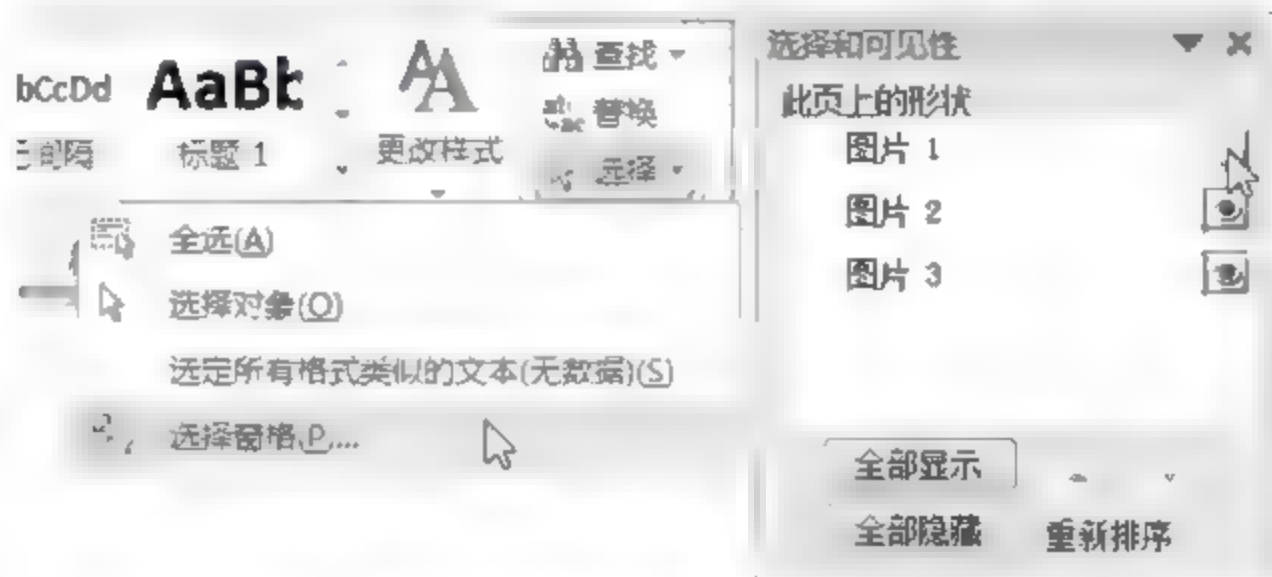 bCcDd AaBb
间隔 标题 1 更改样式
查找
替换
选择
全选(A)
选择对象(O)
选定所有格式类似的文本(无数据)(S)
选择窗格(P)...
选择和可见性
此页上的形状
图片 1
图片 2
图片 3
全部显示
全部隐藏 重新排序